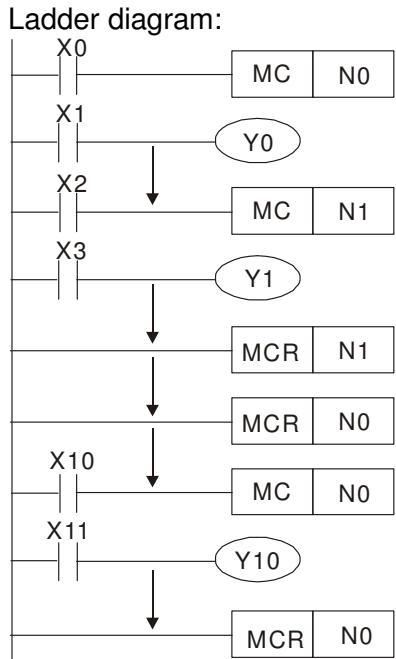 Ladder diagram:
X0
MC N0
X1
Y0
X2
MC N1
X3
Y1
MCR N1
MCR N0
X10
MC N0
X11
Y10
MCR N0